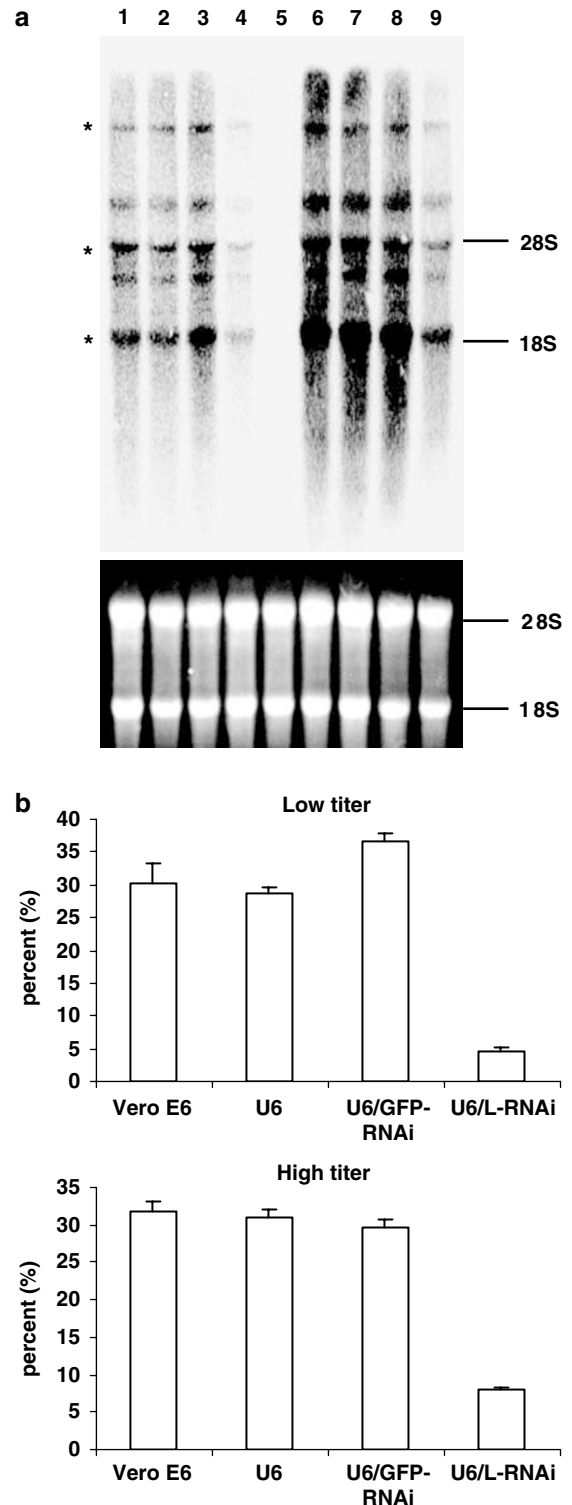 a
1 2 3 4 5 6 7 8 9
*
*
28S
*
18S
28S
18S
b
Low titer
40
35
30
25
20
15
10
5
0
percent (%)
Vero E6 U6 U6/GFP- U6/L-RNAi
RNAi
High titer
35
30
25
20
15
10
5
0
percent (%)
Vero E6 U6 U6/GFP- U6/L-RNAi
RNAi